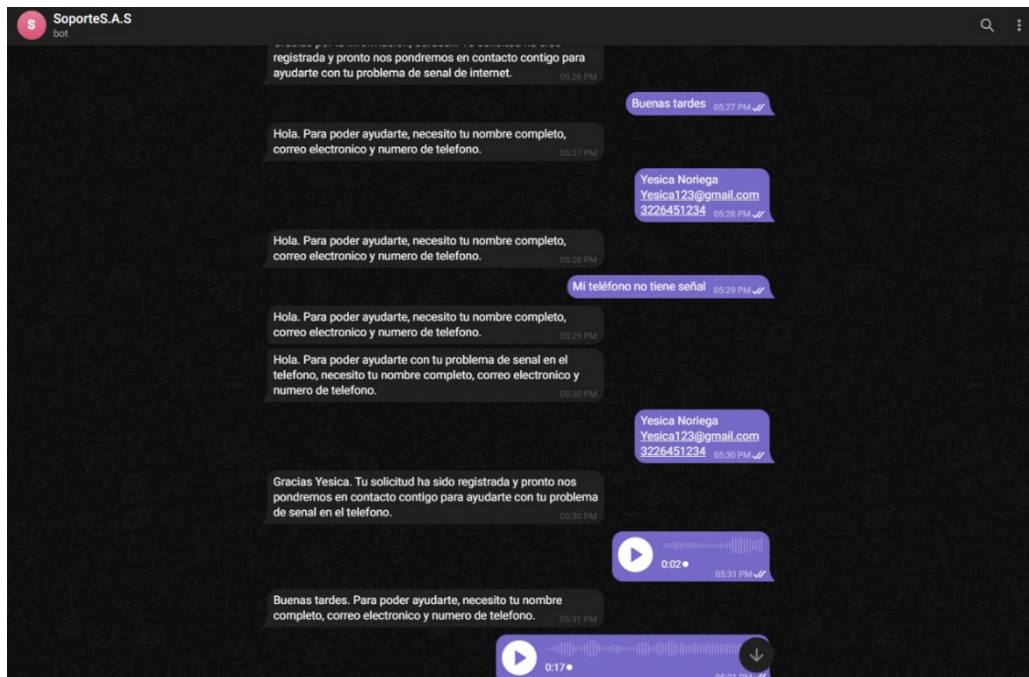 S
SoporteS.A.S
bot
registrada y pronto nos pondremos en contacto contigo para
ayudarte con tu problema de senal de internet.
05:26 PM
Buenas tardes 05:27 PM
Hola. Para poder ayudarte, necesito tu nombre completo,
correo electronico y numero de telefono.
05:27 PM
Yesica Noriega
Yesica123@gmail.com
3226451234 05:28 PM
Hola. Para poder ayudarte, necesito tu nombre completo,
correo electronico y numero de telefono.
05:28 PM
Mi teléfono no tiene señal 05:29 PM
Hola. Para poder ayudarte, necesito tu nombre completo,
correo electronico y numero de telefono.
05:29 PM
Hola. Para poder ayudarte con tu problema de senal en el
telefono, necesito tu nombre completo, correo electronico y
numero de telefono.
05:30 PM
Yesica Noriega
Yesica123@gmail.com
3226451234 05:30 PM
Gracias Yesica. Tu solicitud ha sido registrada y pronto nos
pondremos en contacto contigo para ayudarte con tu problema
de senal en el telefono.
05:30 PM
0:02
05:31 PM
Buenas tardes. Para poder ayudarte, necesito tu nombre
completo, correo electronico y numero de telefono.
05:31 PM
0:17